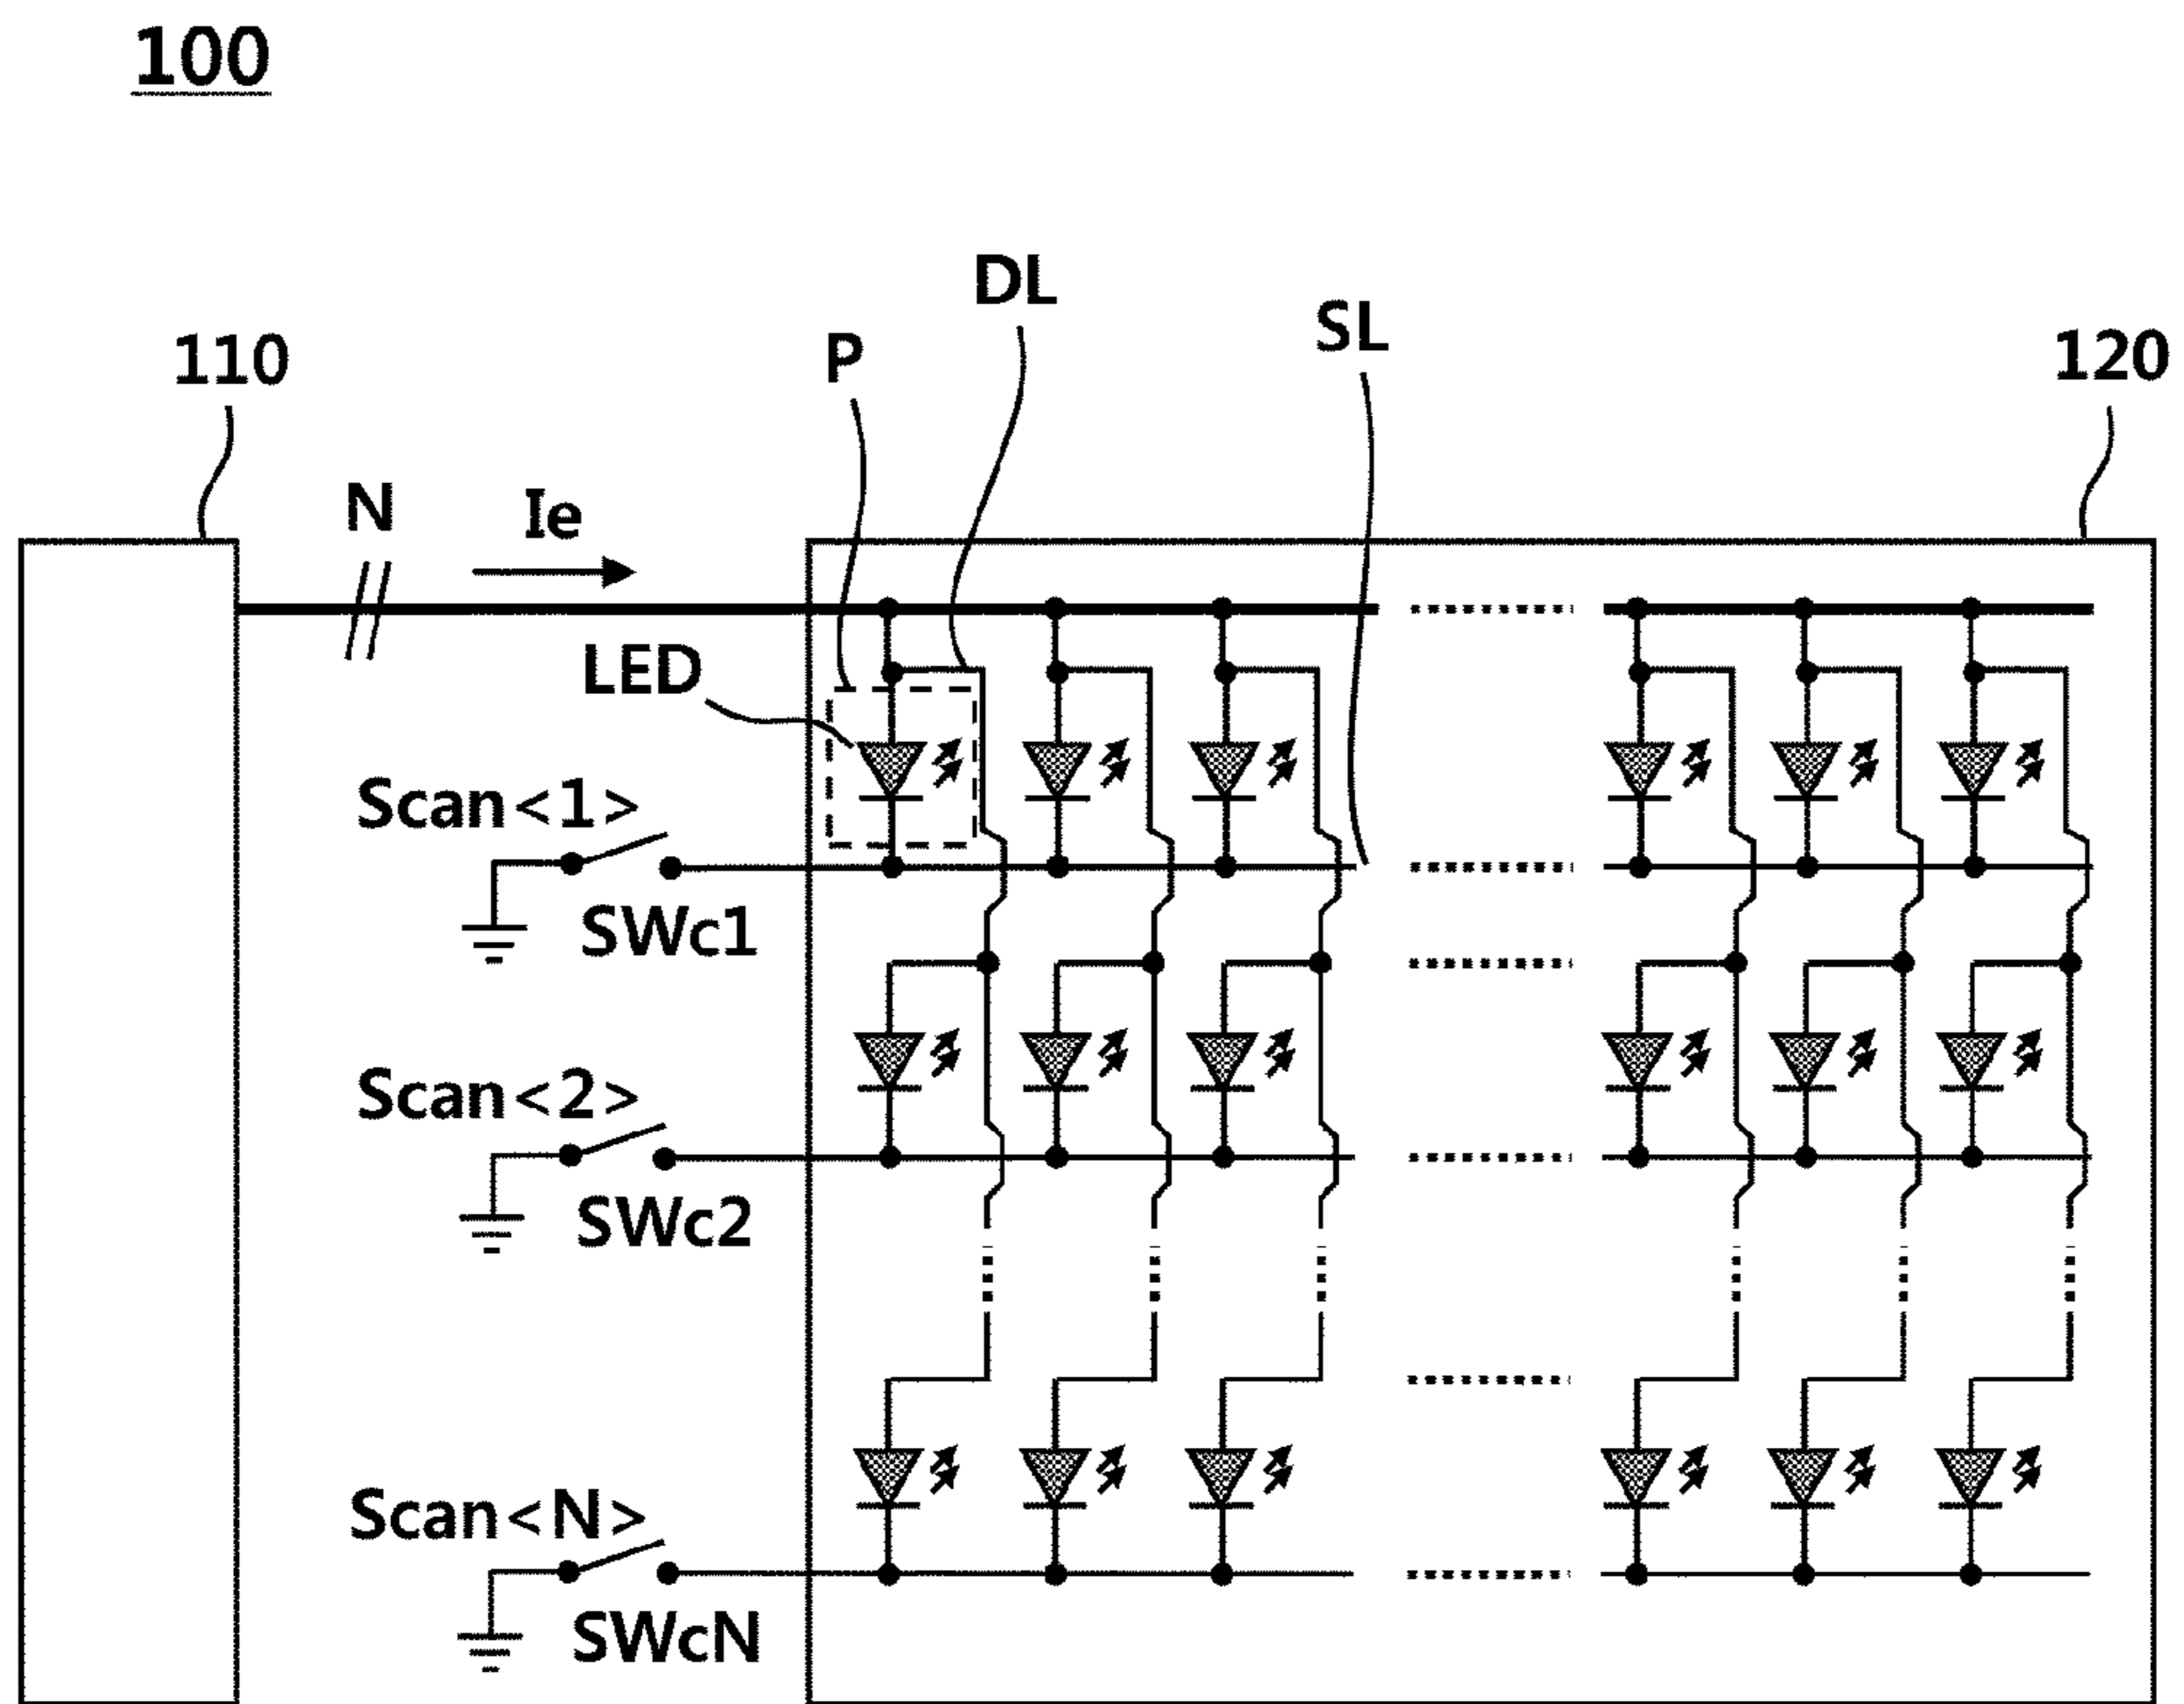 100
DL
SL
P
110
120
N
Ie
LED
Scan<1>
SWc1
Scan<2>
SWc2
Scan<N>
SWcN